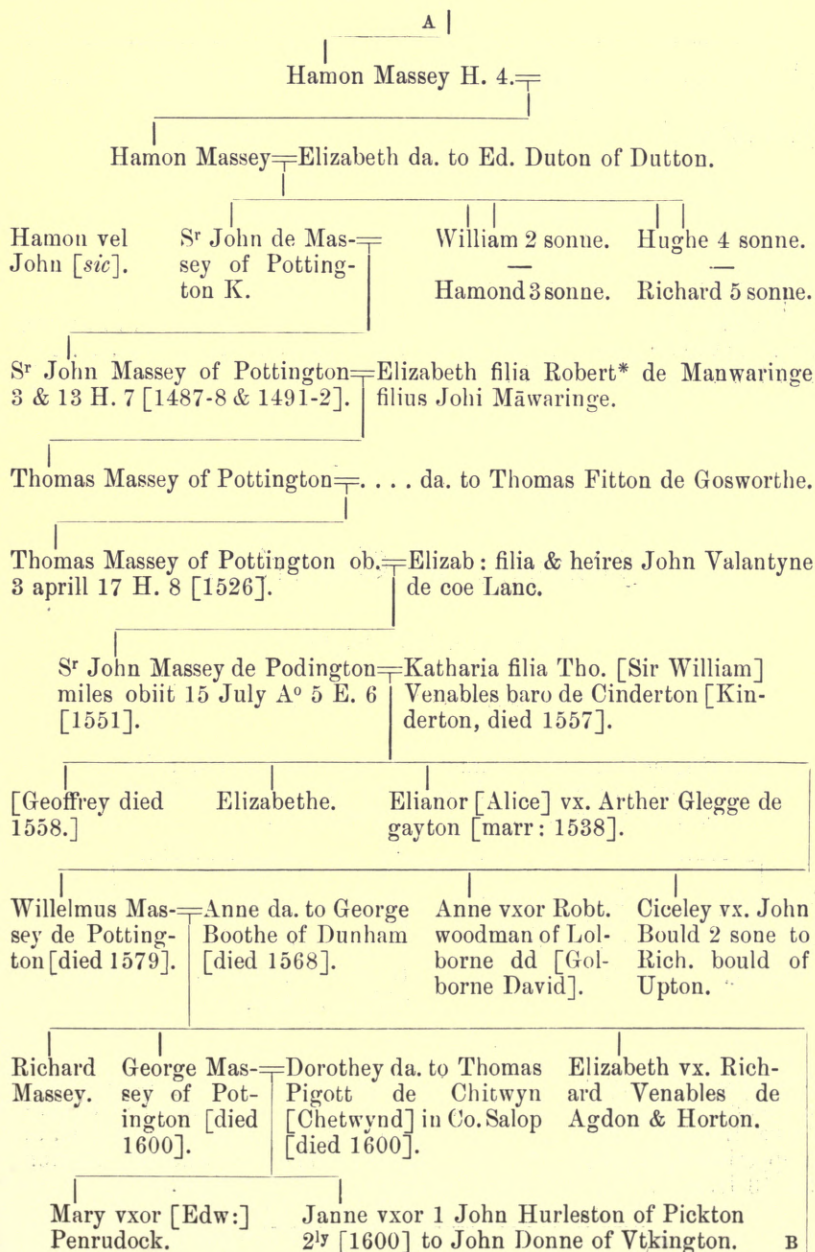 A
Hamon Massey H. 4.
Hamon Massey Elizabeth da. to Ed. Duton of Dutton.
Hamon vel
John [sic].
Sr John de Mas-
sey of Potting-
ton K.
William 2 sonne.
—
Hamond 3 sonne.
Hughe 4 sonne.
—
Richard 5 sonne.
Sr John Massey of Pottington
3 & 13 H. 7 [1487-8 & 1491-2].
Elizabeth filia Robert* de Manwaringe
filius Johi Māwaringe.
Thomas Massey of Pottington . . . . da. to Thomas Fitton de Gosworthe.
Thomas Massey of Pottington ob.
3 aprill 17 H. 8 [1526].
Elizab : filia & heires John Valantyne
de coe Lanc.
Sr John Massey de Podington
miles obiit 15 July Ao 5 E. 6
[1551].
Katharia filia Tho. [Sir William]
Venables baro de Cinderton [Kin-
derton, died 1557].
[Geoffrey died
1558.]
Elizabethe.
Elianor [Alice] vx. Arther Glegge de
gayton [marr: 1538].
Willelmus Mas-
sey de Potting-
ton [died 1579].
Anne da. to George
Boothe of Dunham
[died 1568].
Anne vxor Robt.
woodman of Lol-
borne dd [Gol-
borne David].
Ciceley vx. John
Bould 2 sone to
Rich. bould of
Upton.
Richard
Massey.
George Mas-
sey of Pot-
ington [died
1600].
Dorothey da. to Thomas
Pigott de Chitwyn
[Chetwynd] in Co. Salop
[died 1600].
Elizabeth vx. Rich-
ard Venables de
Agdon & Horton.
Mary vxor [Edw:]
Penrudock.
Janne vxor 1 John Hurleston of Pickton
2ly [1600] to John Donne of Vtkington.
B